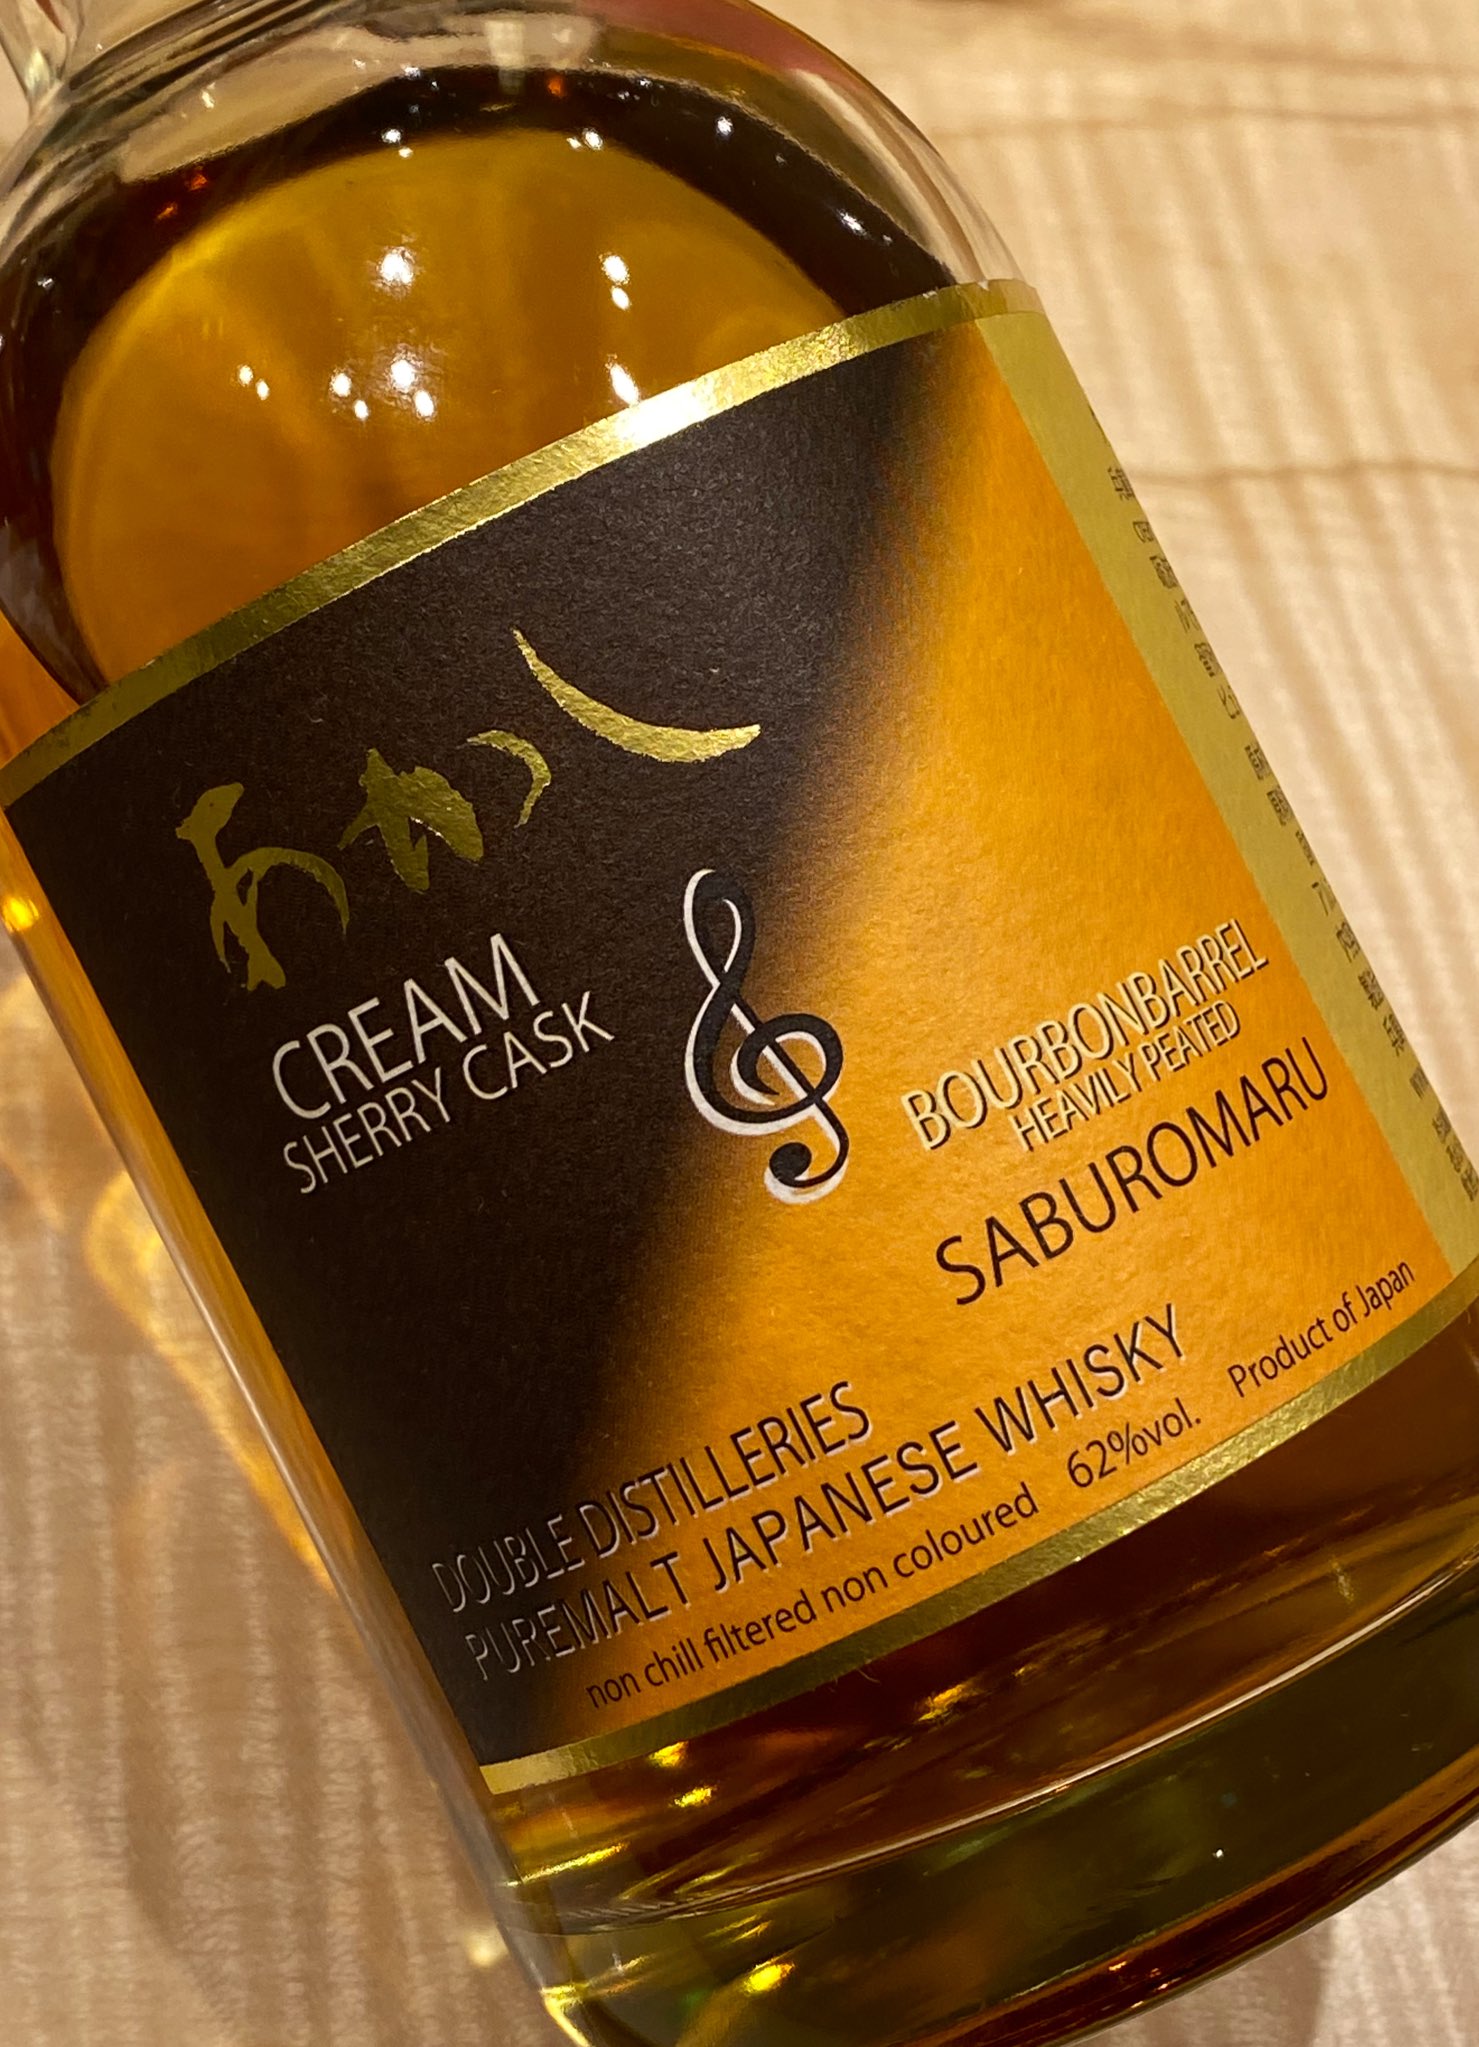 あかし
CREAM
SHERRY CASK
BOURBONBARREL
HEAVILY PEATED
SABUROMARU
DOUBLE DISTILLERIES
PUREMALT JAPANESE WHISKY
non chill filtered non coloured 62%vol. Product of Japan